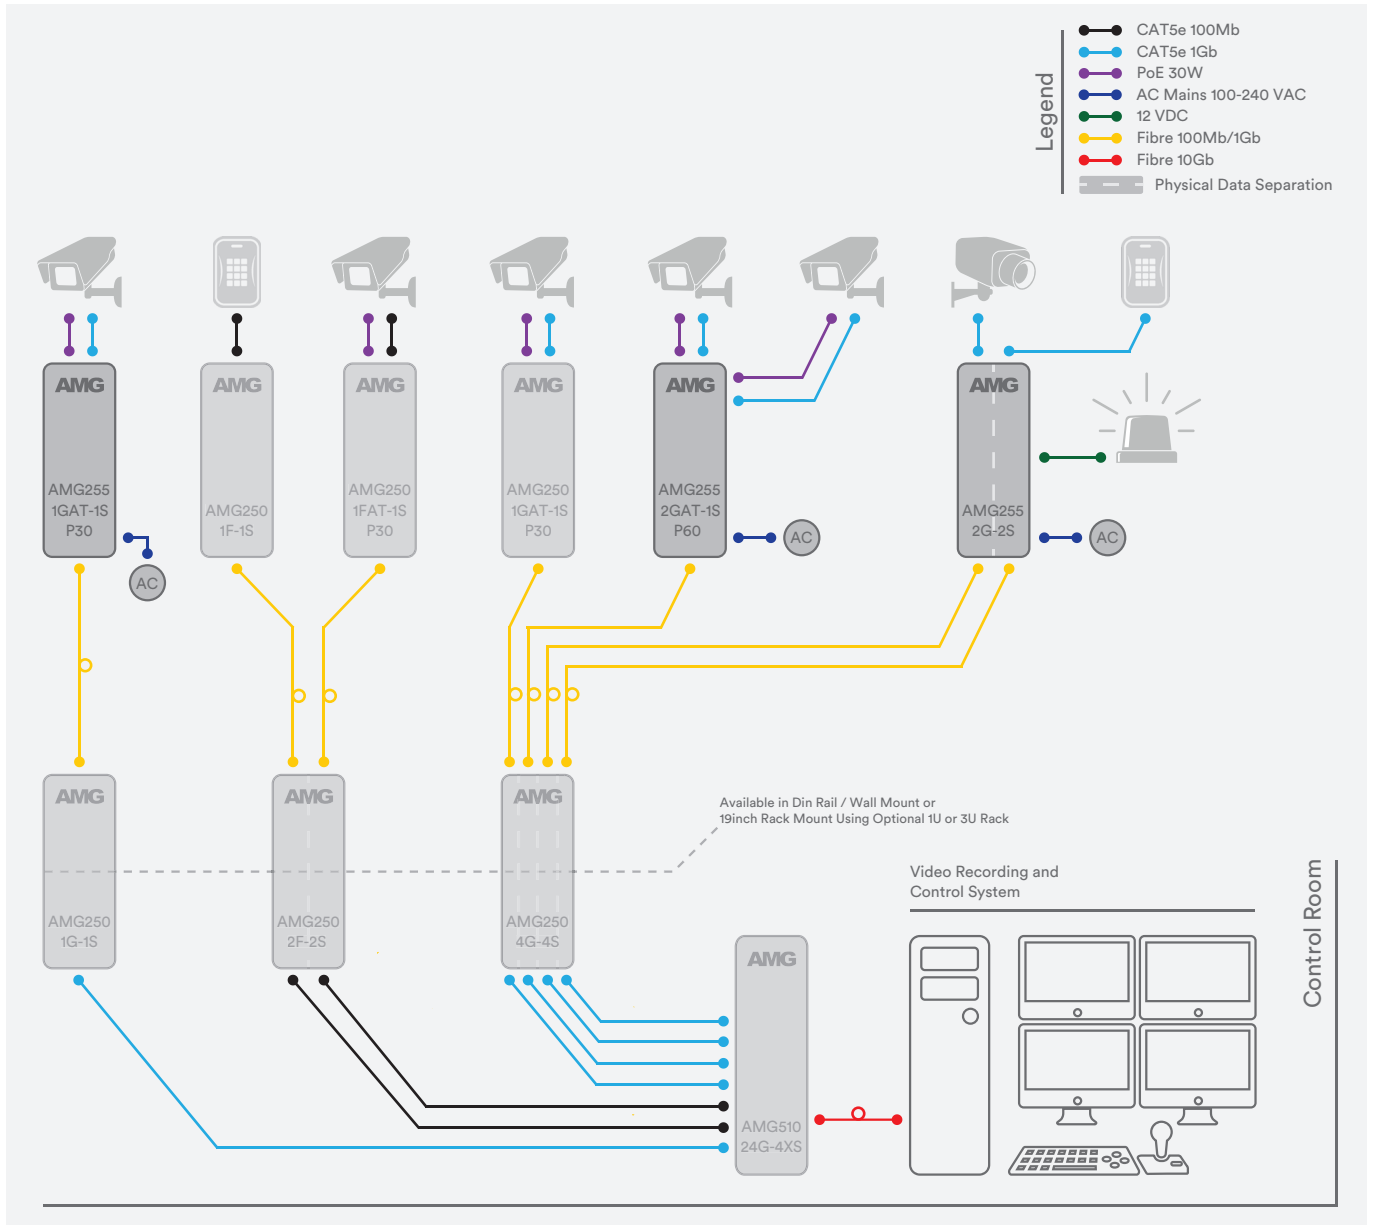 CAT5e 100Mb
CAT5e 1Gb
PoE 30W
AC Mains 100-240 VAC
12 VDC
Fibre 100Mb/1Gb
Fibre 10Gb
Physical Data Separation
Legend
AMG
AMG255
1GAT-1S
P30
AC
AMG
AMG250
1F-1S
AMG
AMG250
1FAT-1S
P30
AMG
AMG250
1GAT-1S
P30
AMG
AMG255
2GAT-1S
P60
AC
AMG
AMG255
2G-2S
AC
AMG
AMG250
1G-1S
AMG
AMG250
2F-2S
AMG
AMG250
4G-4S
Available in Din Rail / Wall Mount or
19inch Rack Mount Using Optional 1U or 3U Rack
AMG
AMG510
24G-4XS
Video Recording and
Control System
Control Room